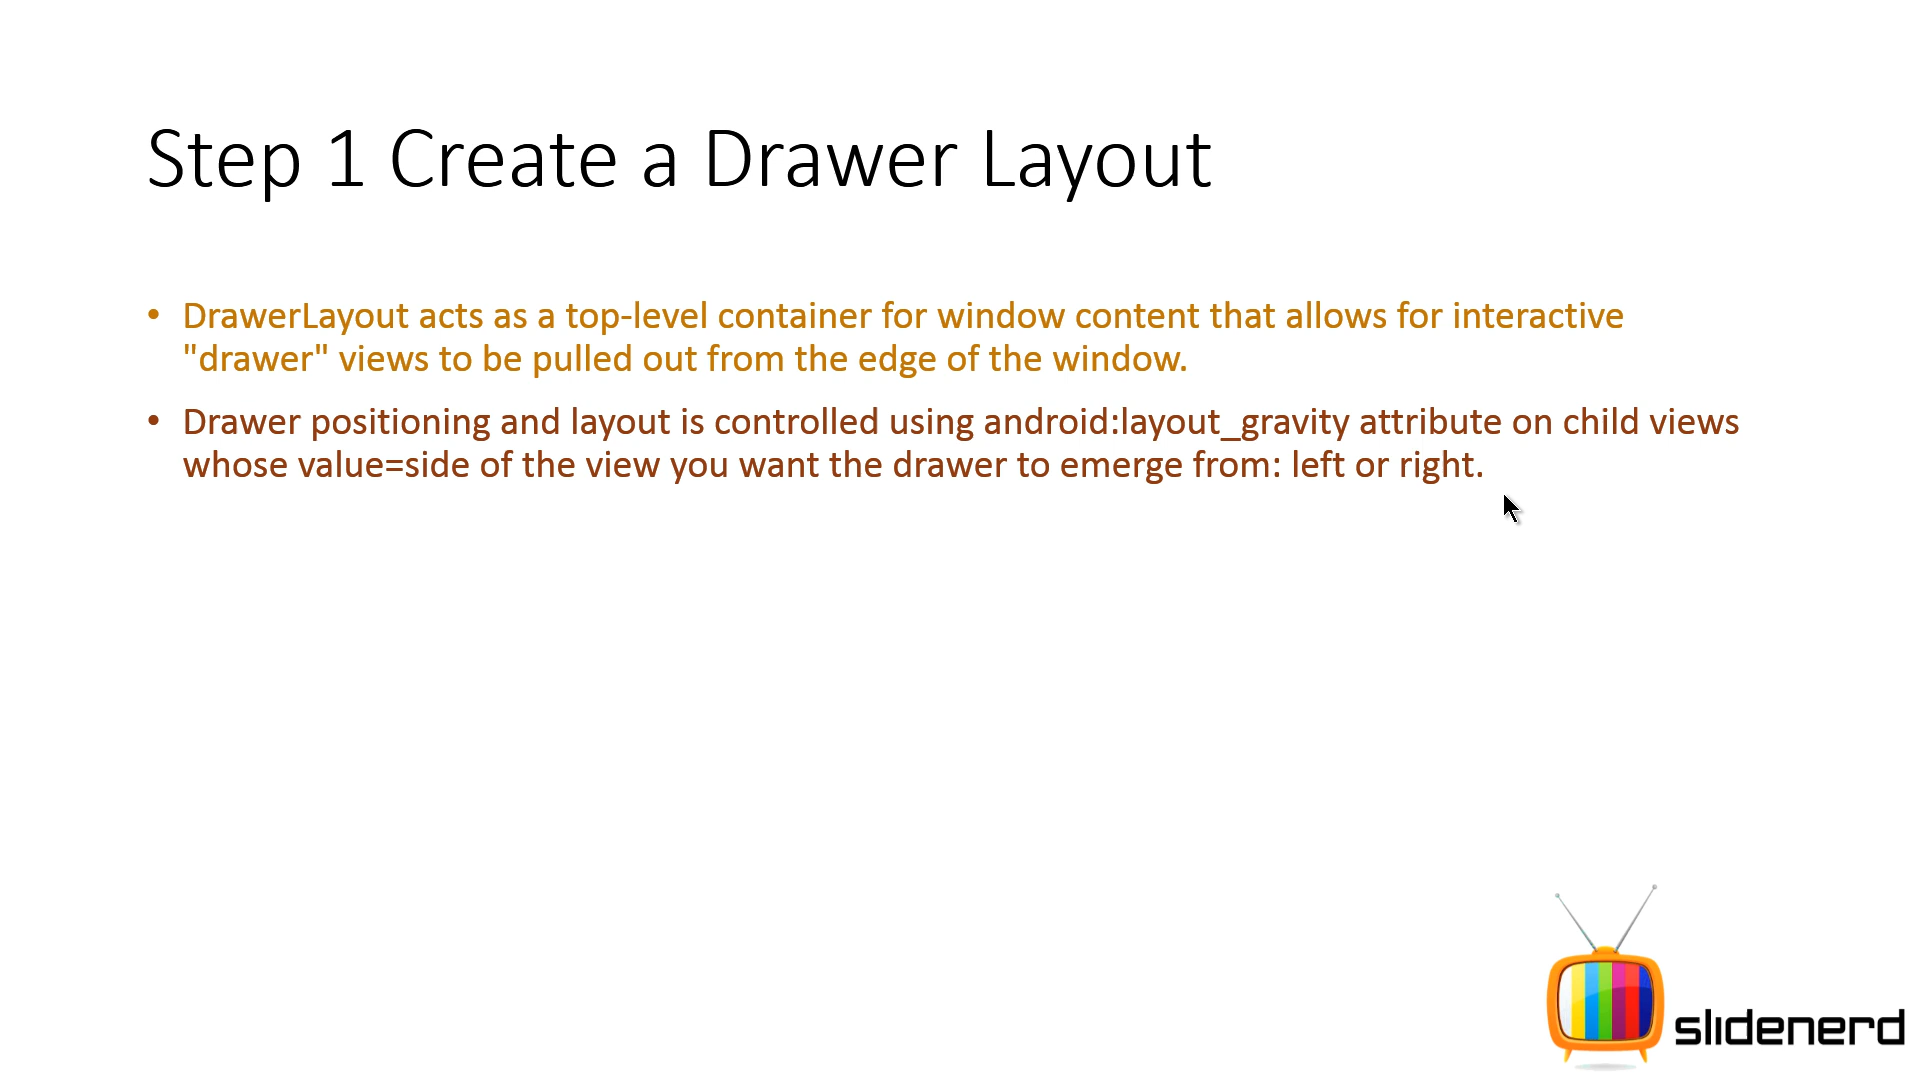 Step 1 Create a Drawer Layout
• DrawerLayout acts as a top-level container for window content that allows for interactive
"drawer" views to be pulled out from the edge of the window.
• Drawer positioning and layout is controlled using android:layout_gravity attribute on child views
whose value=side of the view you want the drawer to emerge from: left or right.
slidenerd